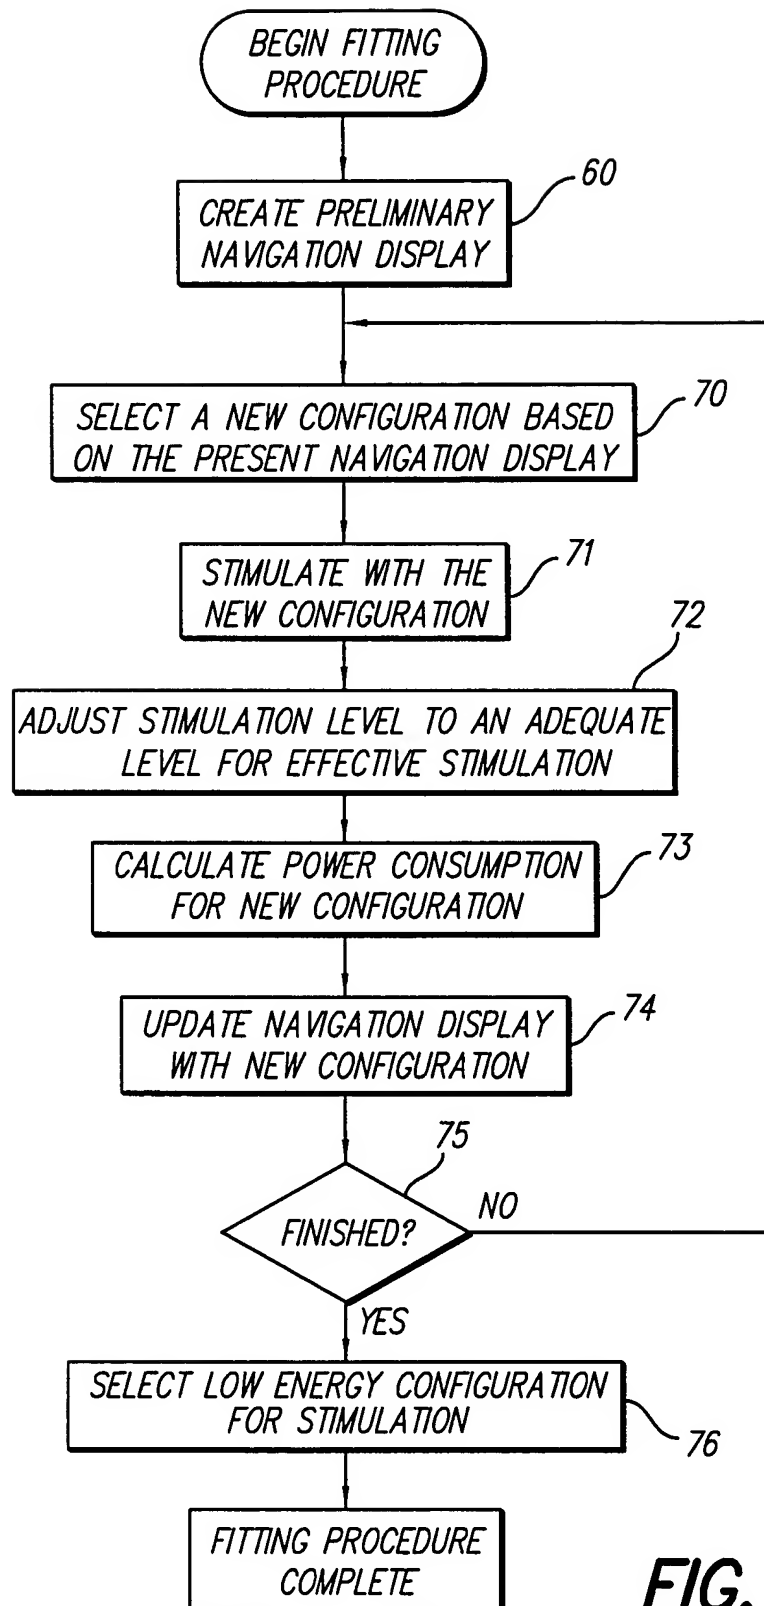 BEGIN FITTING
PROCEDURE
60
CREATE PRELIMINARY
NAVIGATION DISPLAY
70
SELECT A NEW CONFIGURATION BASED
ON THE PRESENT NAVIGATION DISPLAY
71
STIMULATE WITH THE
NEW CONFIGURATION
72
ADJUST STIMULATION LEVEL TO AN ADEQUATE
LEVEL FOR EFFECTIVE STIMULATION
73
CALCULATE POWER CONSUMPTION
FOR NEW CONFIGURATION
74
UPDATE NAVIGATION DISPLAY
WITH NEW CONFIGURATION
75
FINISHED?
NO
YES
SELECT LOW ENERGY CONFIGURATION
FOR STIMULATION
76
FITTING PROCEDURE
COMPLETE
FIG.